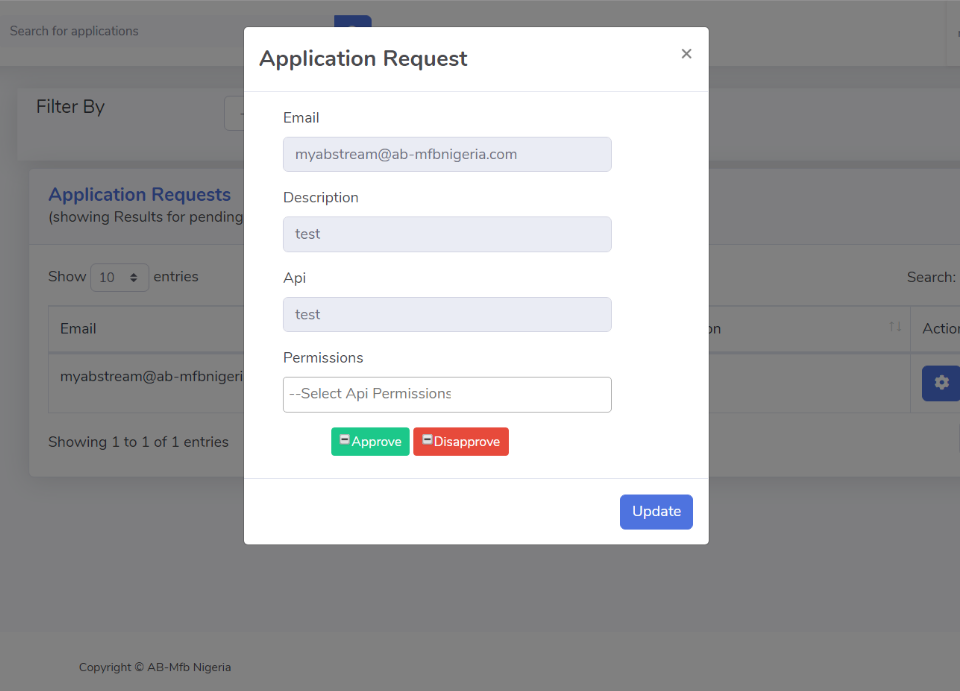 Search for applications
Application Request
×
Filter By
Email
myabstream@ab-mfbnigeria.com
Description
test
Api
test
Permissions
--Select Api Permissions
Approve Disapprove
Update
Application Requests
(showing Results for pending
Show 10 entries
Search:
Email
on
Action
myabstream@ab-mfbnigeri
Showing 1 to 1 of 1 entries
Copyright © AB-Mfb Nigeria